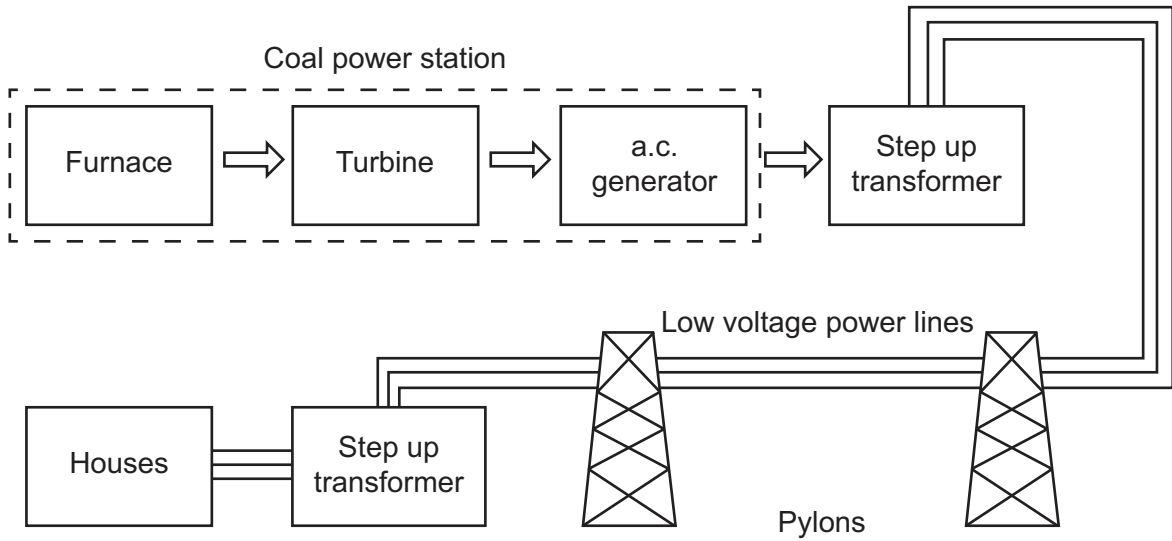 Coal power station
Furnace
Turbine
a.c.
generator
Step up
transformer
Low voltage power lines
Houses
Step up
transformer
Pylons